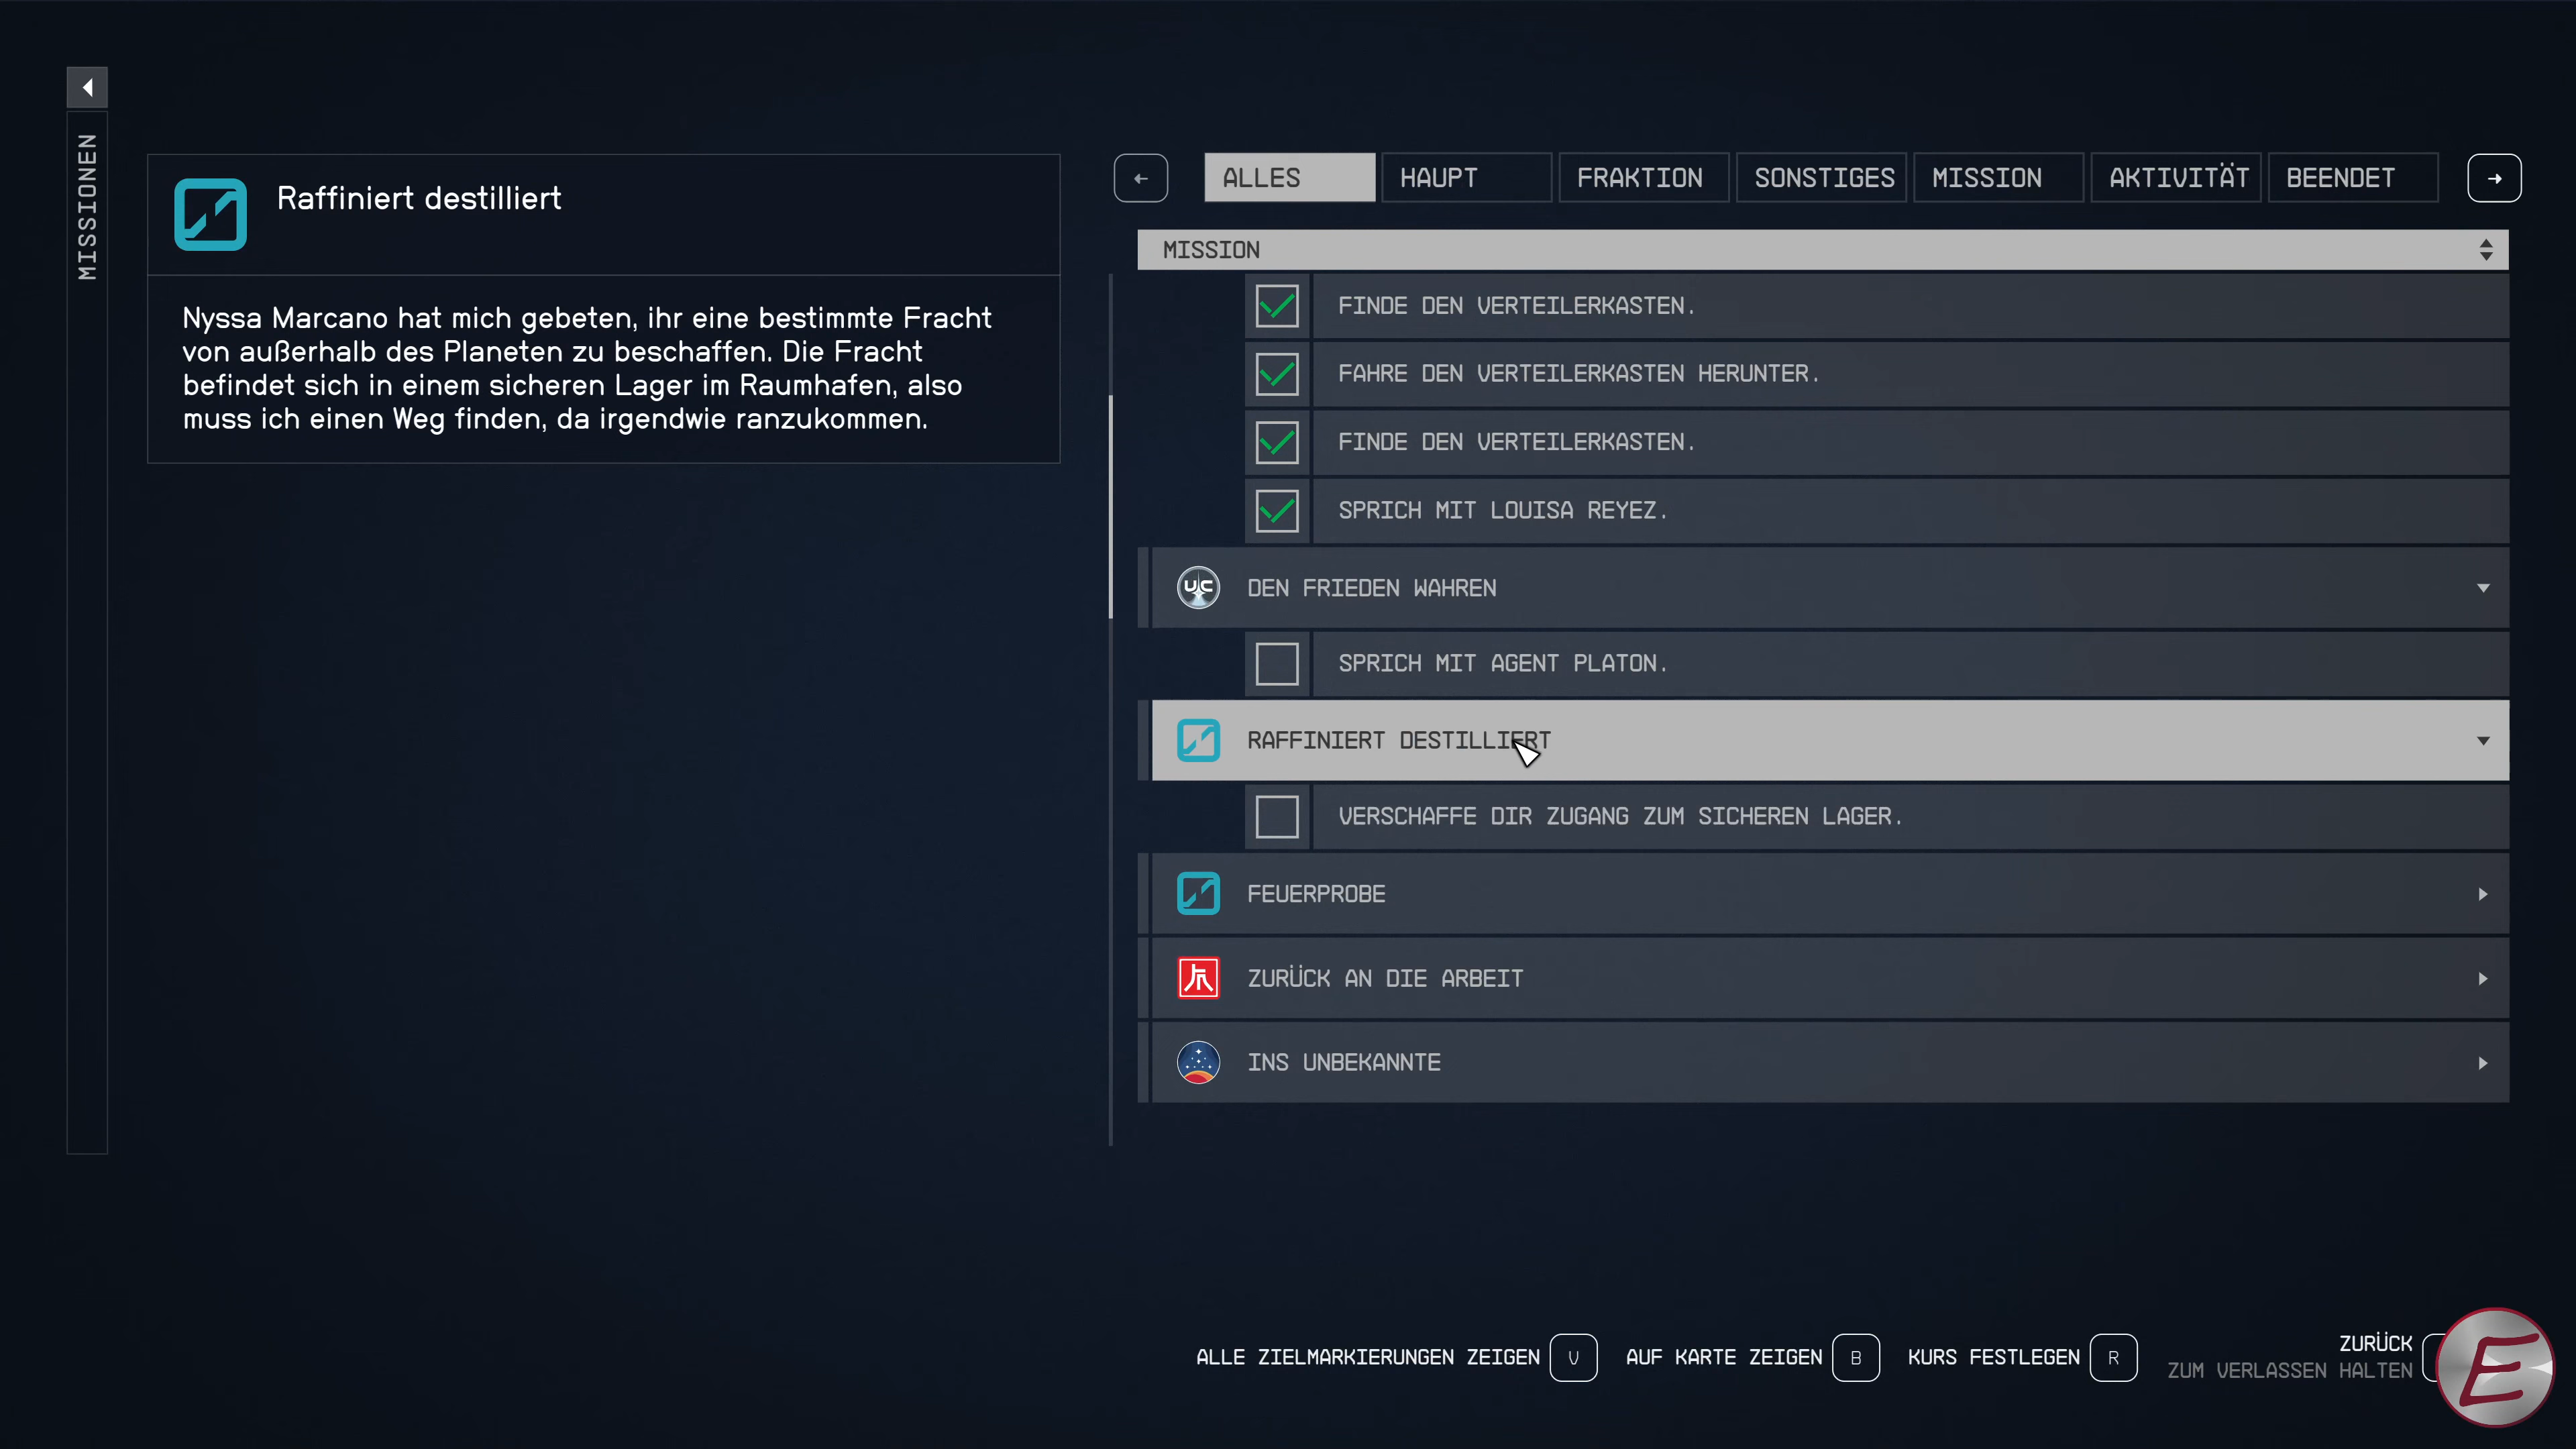 MISSIONEN
Raffiniert destilliert
Nyssa Marcano hat mich gebeten, ihr eine bestimmte Fracht
von außerhalb des Planeten zu beschaffen. Die Fracht
befindet sich in einem sicheren Lager im Raumhafen, also
muss ich einen Weg finden, da irgendwie ranzukommen.
ALLES HAUPT FRAKTION SONSTIGES MISSION AKTIVITÄT BEENDET
MISSION
FINDE DEN VERTEILERKASTEN.
FAHRE DEN VERTEILERKASTEN HERUNTER.
FINDE DEN VERTEILERKASTEN.
SPRICH MIT LOUISA REYEZ.
UC DEN FRIEDEN WAHREN
SPRICH MIT AGENT PLATON.
RAFFINIERT DESTILLIERT
VERSCHAFFE DIR ZUGANG ZUM SICHEREN LAGER.
FEUERPROBE
ZURÜCK AN DIE ARBEIT
INS UNBEKANNTE
ALLE ZIELMARKIERUNGEN ZEIGEN V AUF KARTE ZEIGEN B KURS FESTLEGEN R ZURÜCK
ZUM VERLASSEN HALTEN
E